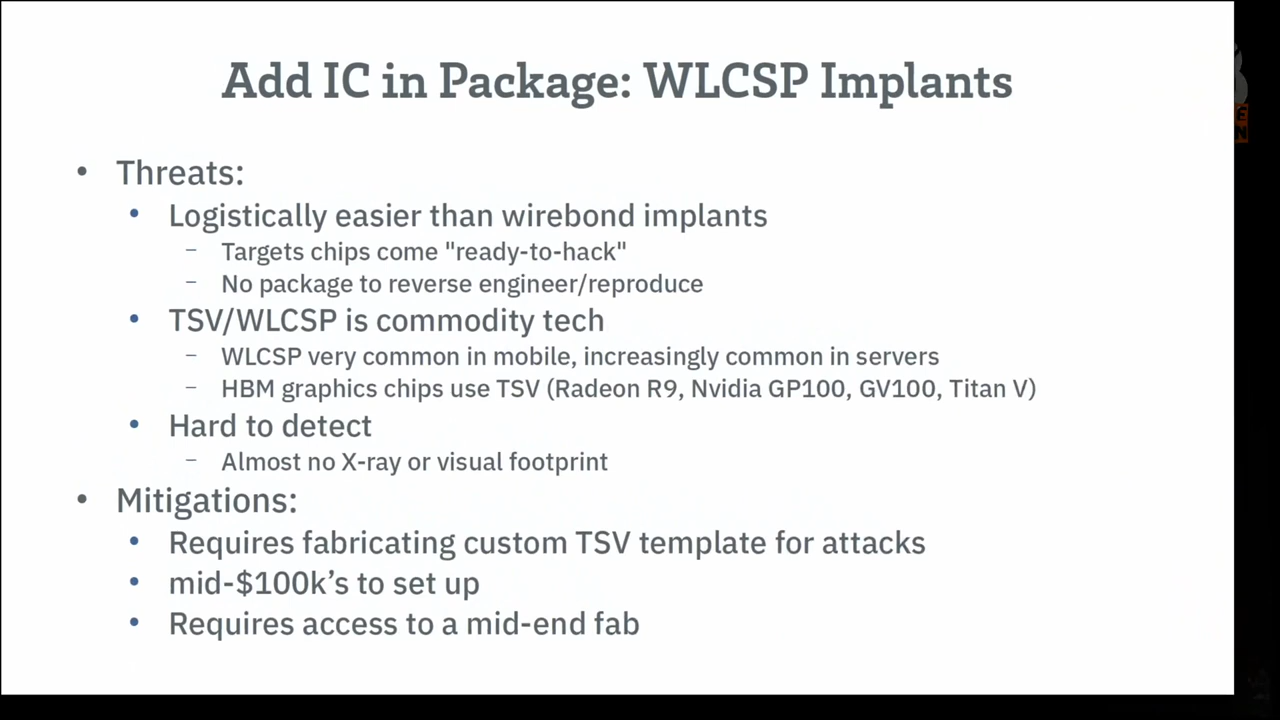 Add IC in Package: WLCSP Implants
• Threats:
• Logistically easier than wirebond implants
– Targets chips come "ready-to-hack"
– No package to reverse engineer/reproduce
• TSV/WLCSP is commodity tech
– WLCSP very common in mobile, increasingly common in servers
– HBM graphics chips use TSV (Radeon R9, Nvidia GP100, GV100, Titan V)
• Hard to detect
– Almost no X-ray or visual footprint
• Mitigations:
• Requires fabricating custom TSV template for attacks
• mid-$100k’s to set up
• Requires access to a mid-end fab